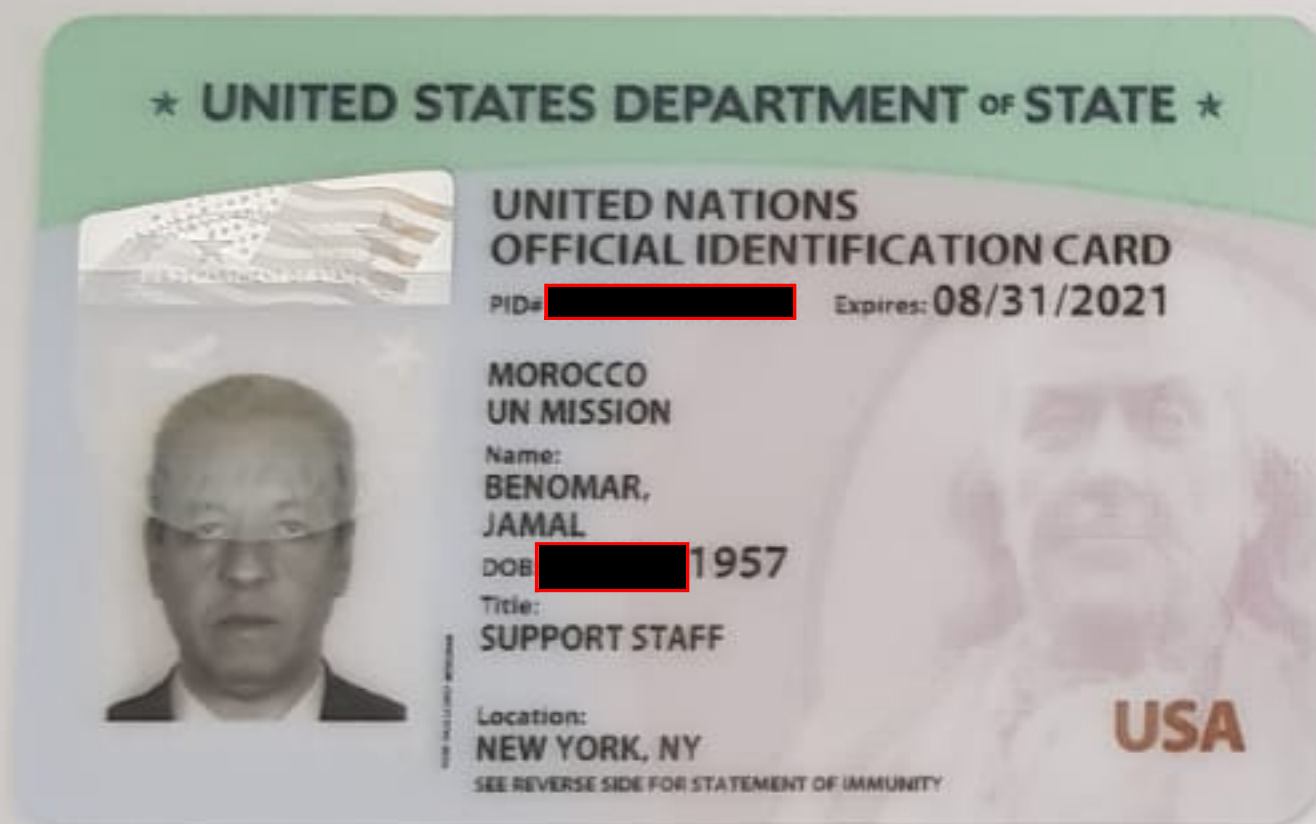 ★ UNITED STATES DEPARTMENT OF STATE ★
UNITED NATIONS
OFFICIAL IDENTIFICATION CARD
PID# Expires: 08/31/2021
MOROCCO
UN MISSION
Name:
BENOMAR,
JAMAL
DOB 1957
Title:
SUPPORT STAFF
Location:
NEW YORK, NY
SEE REVERSE SIDE FOR STATEMENT OF IMMUNITY
USA